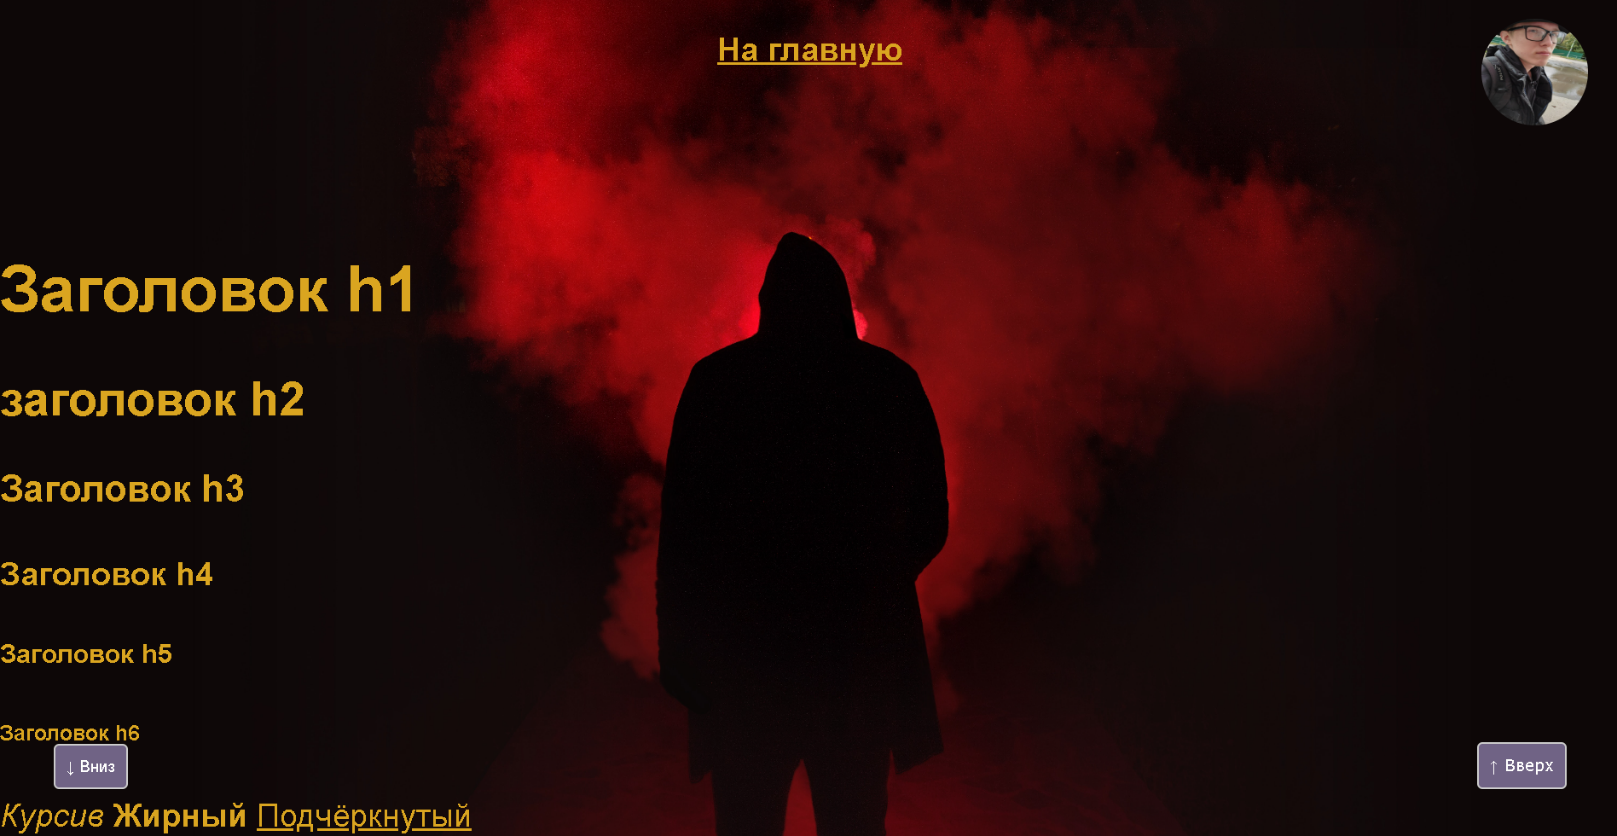 На главную
Заголовок h1
заголовок h2
Заголовок h3
Заголовок h4
Заголовок h5
Заголовок h6
↓ Вниз
↑ Вверх
Курсив Жирный Подчёркнутый